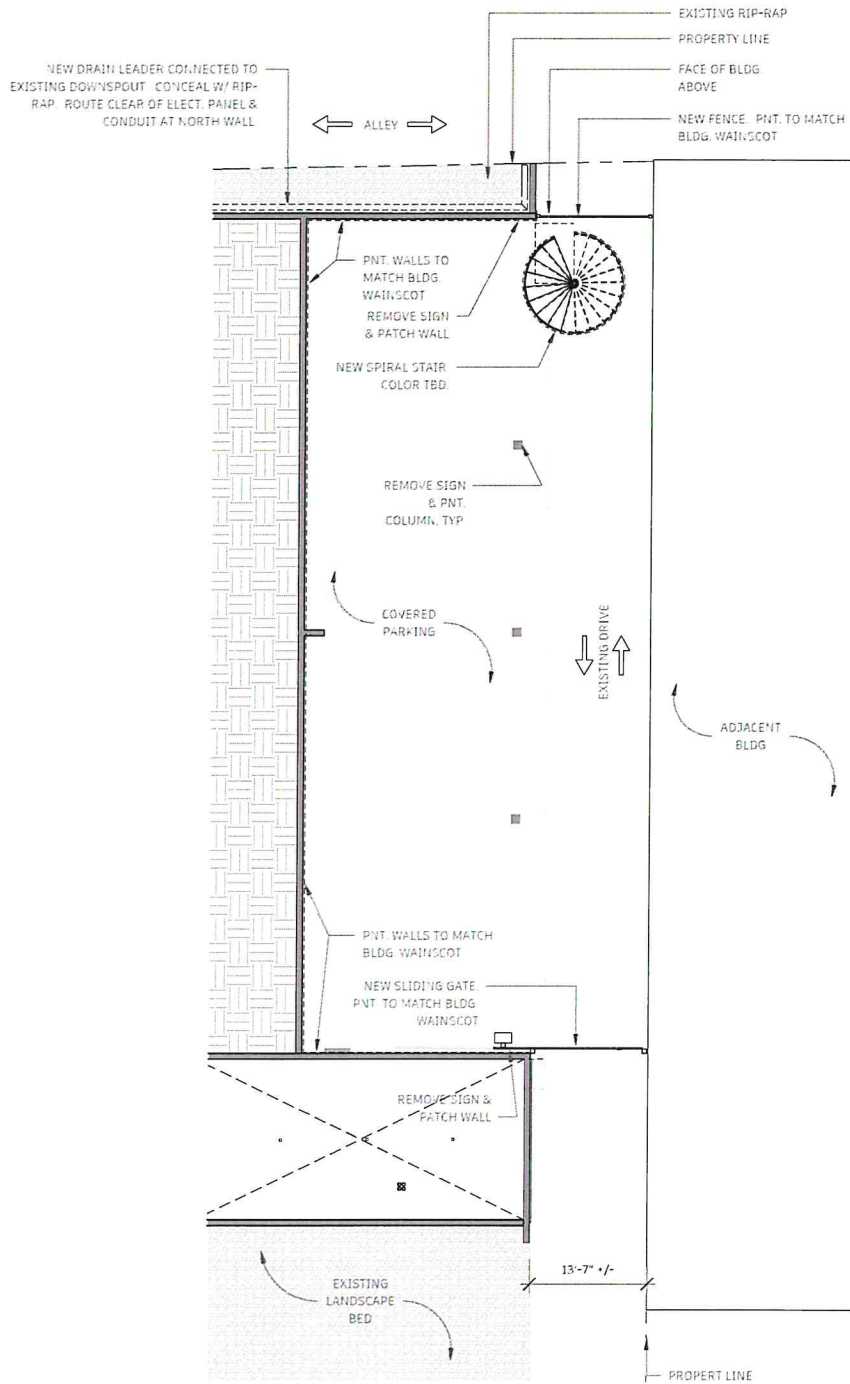 EXISTING RIP-RAP
PROPERTY LINE
FACE OF BLDG.
ABOVE
NEW FENCE. PNT. TO MATCH
BLDG. WAINSCOT
NEW DRAIN LEADER CONNECTED TO
EXISTING DOWNSPOUT. CONCEAL W/ RIP-
RAP. ROUTE CLEAR OF ELECT. PANEL &
CONDUIT AT NORTH WALL
ALLEY
PNT. WALLS TO
MATCH BLDG.
WAINSCOT
REMOVE SIGN
& PATCH WALL
NEW SPIRAL STAIR.
COLOR TBD.
REMOVE SIGN
& PNT.
COLUMN, TYP
COVERED
PARKING
EXISTING DRIVE
ADJACENT
BLDG
PNT. WALLS TO MATCH
BLDG. WAINSCOT
NEW SLIDING GATE.
PNT. TO MATCH BLDG
WAINSCOT
REMOVE SIGN &
PATCH WALL
13'-7" +/-
EXISTING
LANDSCAPE
BED
PROPERT LINE